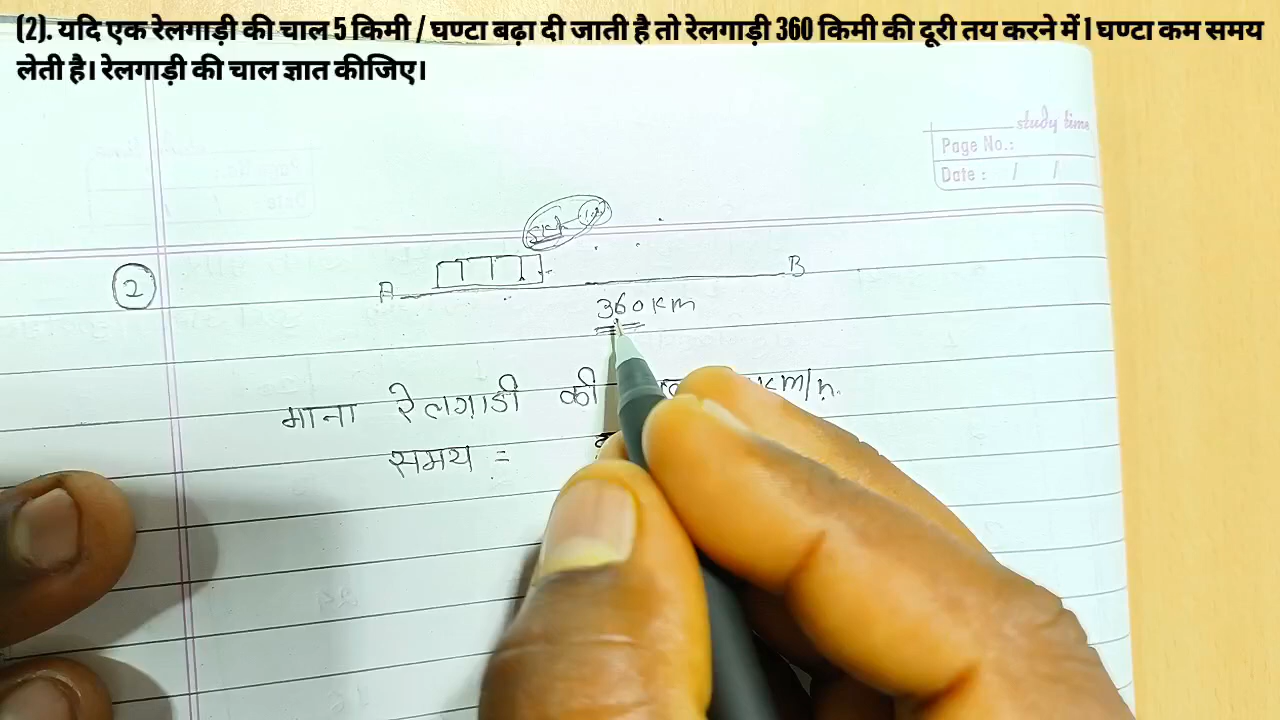 (2). यदि एक रेलगाड़ी की चाल 5 किमी / घण्टा बढ़ा दी जाती है तो रेलगाड़ी 360 किमी की दूरी तय करने में 1 घण्टा कम समय
लेती है। रेलगाड़ी की चाल ज्ञात कीजिए।
study time
Page No.:
Date : / /
2
A B
360 km
माना रेलगाडी की km/h.
समय =